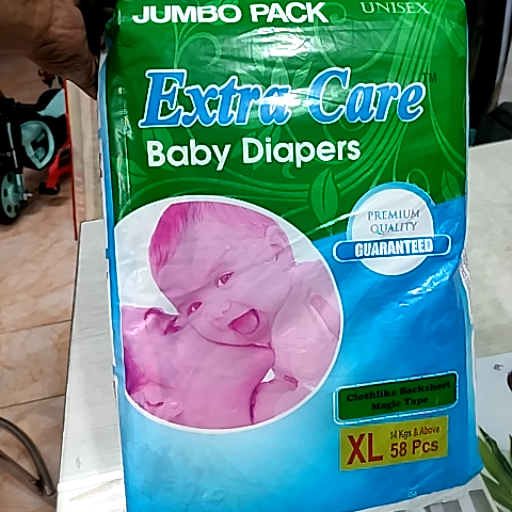 JUMBO PACK
UNISEX
Extra Care™
Baby Diapers
PREMIUM
QUALITY
GUARANTEED
Clothlike Backsheet
Magic Tape
XL
14 Kgs & Above
58 Pcs